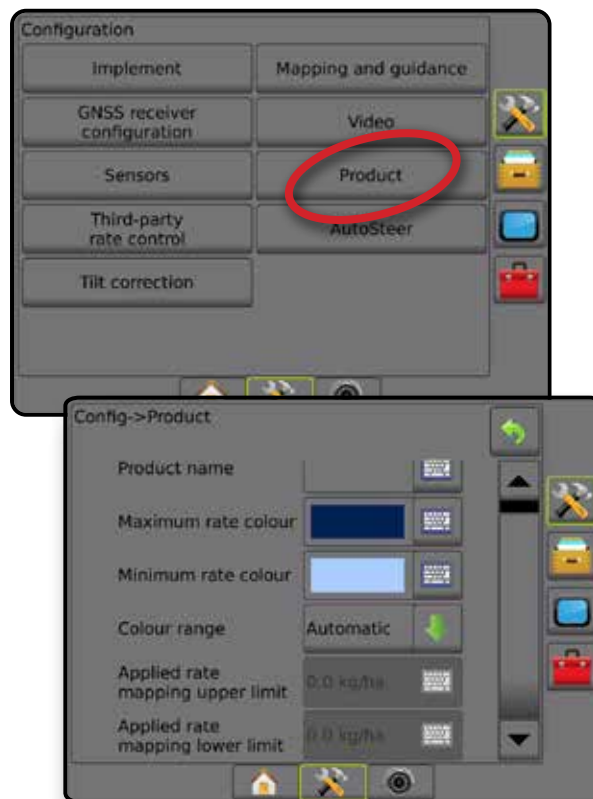 Configuration
Implement
Mapping and guidance
GNSS receiver
configuration
Video
Sensors
Product
Third-party
rate control
AutoSteer
Tilt correction
Config->Product
Product name
Maximum rate colour
Minimum rate colour
Colour range
Automatic
Applied rate
mapping upper limit
0.0 kg/ha
Applied rate
mapping lower limit
0.0 kg/ha